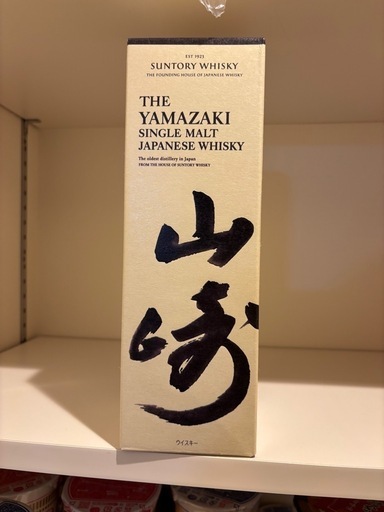 EST 1923
SUNTORY WHISKY
THE FOUNDING HOUSE OF JAPANESE WHISKY
THE
YAMAZAKI
SINGLE MALT
JAPANESE WHISKY
The oldest distillery in Japan
FROM THE HOUSE OF SUNTORY WHISKY
山
崎
ウイスキー